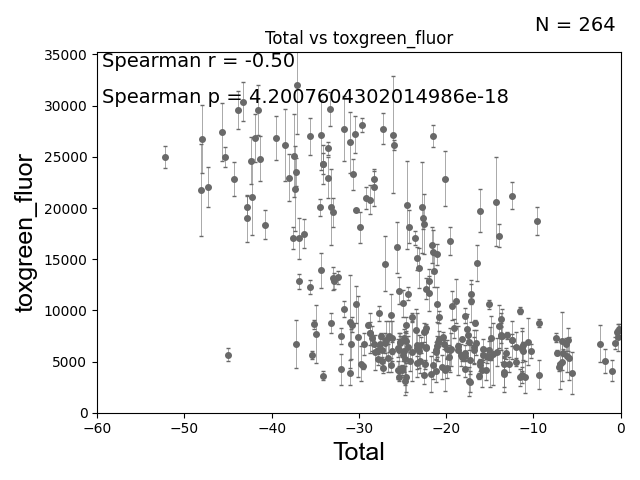 N = 264
Total vs toxgreen_fluor
Spearman r = -0.50
Spearman p = 4.2007604302014986e-18
35000
30000
25000
20000
15000
10000
5000
0
toxgreen_fluor
−60 −50 −40 −30 −20 −10 0
Total